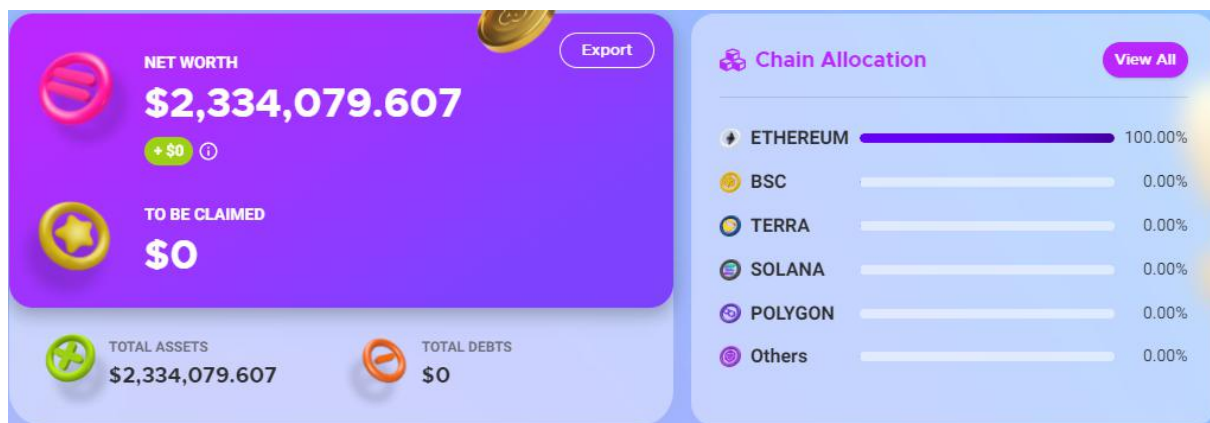 NET WORTH
Export
$2,334,079.607
+ $0
TO BE CLAIMED
$0
TOTAL ASSETS
$2,334,079.607
TOTAL DEBTS
$0
Chain Allocation
View All
ETHEREUM 100.00%
BSC 0.00%
TERRA 0.00%
SOLANA 0.00%
POLYGON 0.00%
Others 0.00%